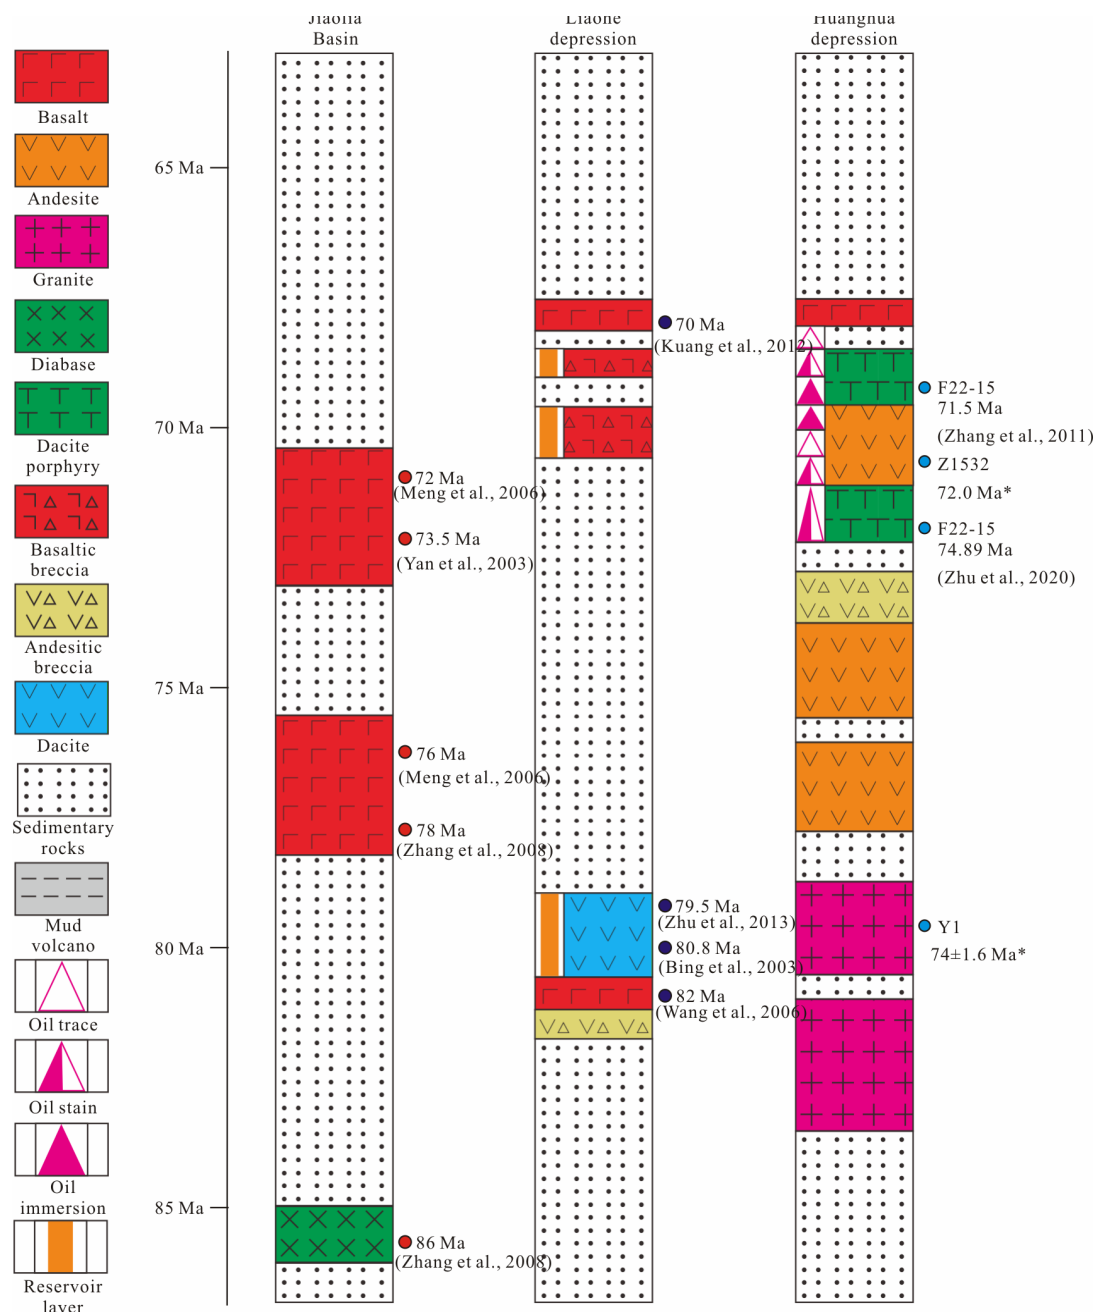 Jiaolia
Basin
Liaohe
depression
Huanghua
depression
Basalt
Andesite
Granite
Diabase
Dacite
porphyry
Basaltic
breccia
Andesitic
breccia
Dacite
Sedimentary
rocks
Mud
volcano
Oil trace
Oil stain
Oil
immersion
Reservoir
layer
65 Ma
70 Ma
75 Ma
80 Ma
85 Ma
72 Ma
(Meng et al., 2006)
73.5 Ma
(Yan et al., 2003)
76 Ma
(Meng et al., 2006)
78 Ma
(Zhang et al., 2008)
86 Ma
(Zhang et al., 2008)
70 Ma
(Kuang et al., 2012)
79.5 Ma
(Zhu et al., 2013)
80.8 Ma
(Bing et al., 2003)
82 Ma
(Wang et al., 2006)
F22-15
71.5 Ma
(Zhang et al., 2011)
Z1532
72.0 Ma*
F22-15
74.89 Ma
(Zhu et al., 2020)
Y1
74±1.6 Ma*